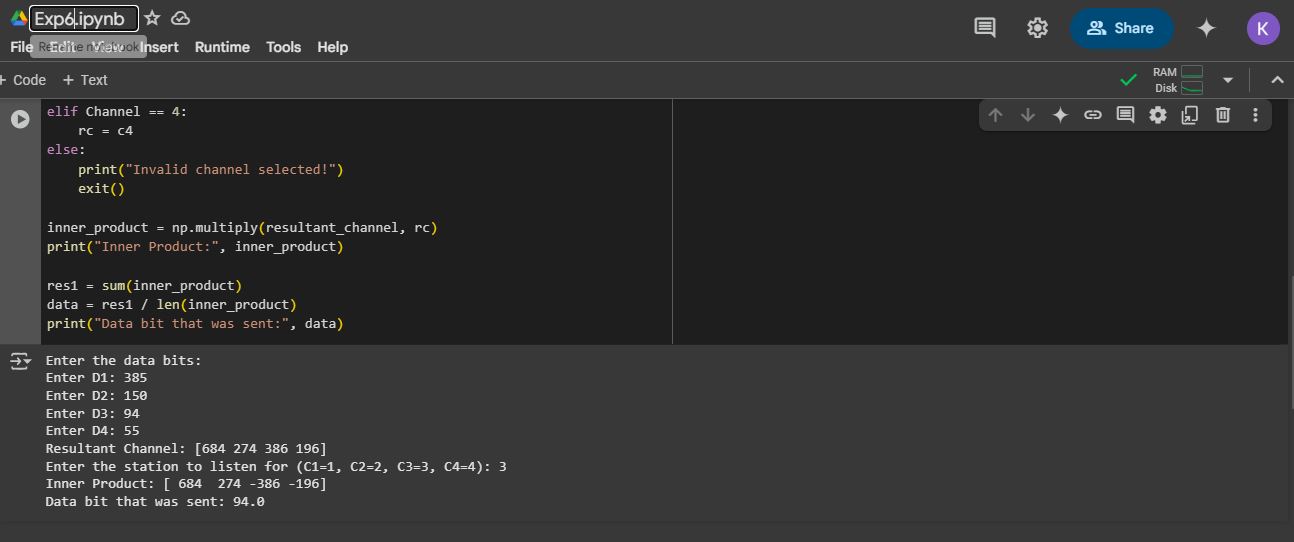 Exp6.ipynb
File Edit View Insert Runtime Tools Help
Share
K
+ Code + Text
RAM
Disk
elif Channel == 4:
    rc = c4
else:
    print("Invalid channel selected!")
    exit()
inner_product = np.multiply(resultant_channel, rc)
print("Inner Product:", inner_product)
res1 = sum(inner_product)
data = res1 / len(inner_product)
print("Data bit that was sent:", data)
Enter the data bits:
Enter D1: 385
Enter D2: 150
Enter D3: 94
Enter D4: 55
Resultant Channel: [684 274 386 196]
Enter the station to listen for (C1=1, C2=2, C3=3, C4=4): 3
Inner Product: [ 684  274 -386 -196]
Data bit that was sent: 94.0